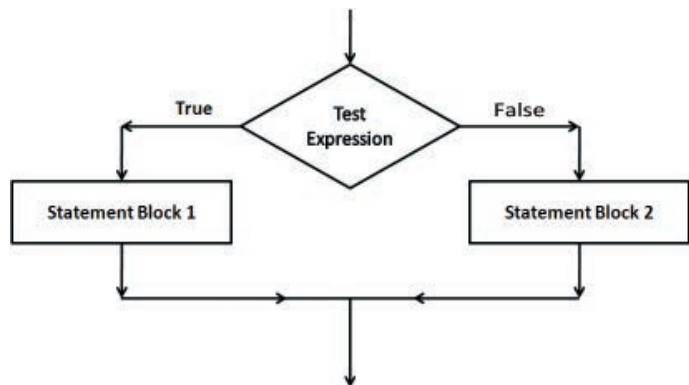 True
Test
Expression
False
Statement Block 1
Statement Block 2